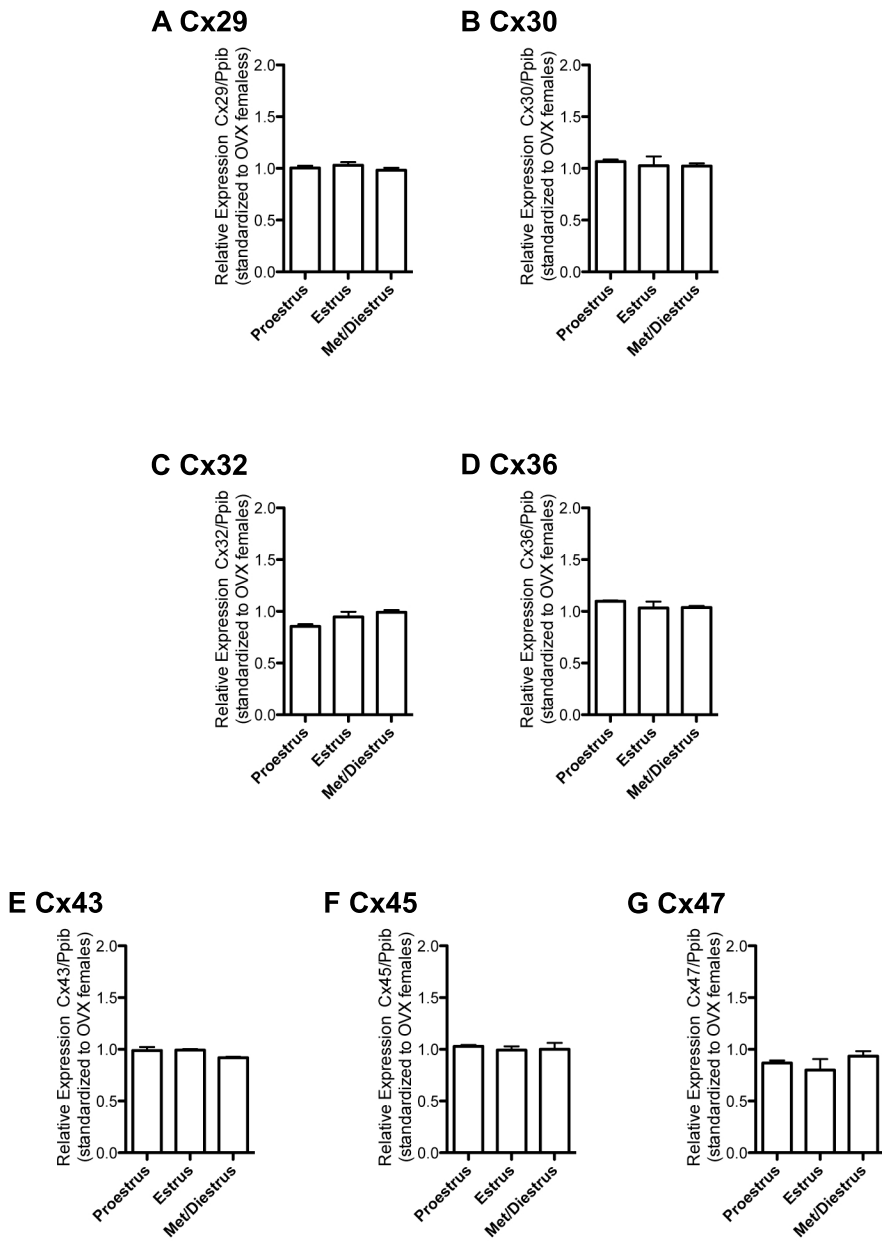 A Cx29
Relative Expression Cx29/Ppib
(standardized to OVX femaless)
2.0
1.5
1.0
0.5
0.0
Proestrus
Estrus
Met/Diestrus
B Cx30
Relative Expression Cx30/Ppib
(standardized to OVX females)
2.0
1.5
1.0
0.5
0.0
Proestrus
Estrus
Met/Diestrus
C Cx32
Relative Expression Cx32/Ppib
(standardized to OVX females)
2.0
1.5
1.0
0.5
0.0
Proestrus
Estrus
Met/Diestrus
D Cx36
Relative Expression Cx36/Ppib
(standardized to OVX females)
2.0
1.5
1.0
0.5
0.0
Proestrus
Estrus
Met/Diestrus
E Cx43
Relative Expression Cx43/Ppib
(standardized to OVX females)
2.0
1.5
1.0
0.5
0.0
Proestrus
Estrus
Met/Diestrus
F Cx45
Relative Expression Cx45/Ppib
(standardized to OVX females)
2.0
1.5
1.0
0.5
0.0
Proestrus
Estrus
Met/Diestrus
G Cx47
Relative Expression Cx47/Ppib
(standardized to OVX females)
2.0
1.5
1.0
0.5
0.0
Proestrus
Estrus
Met/Diestrus